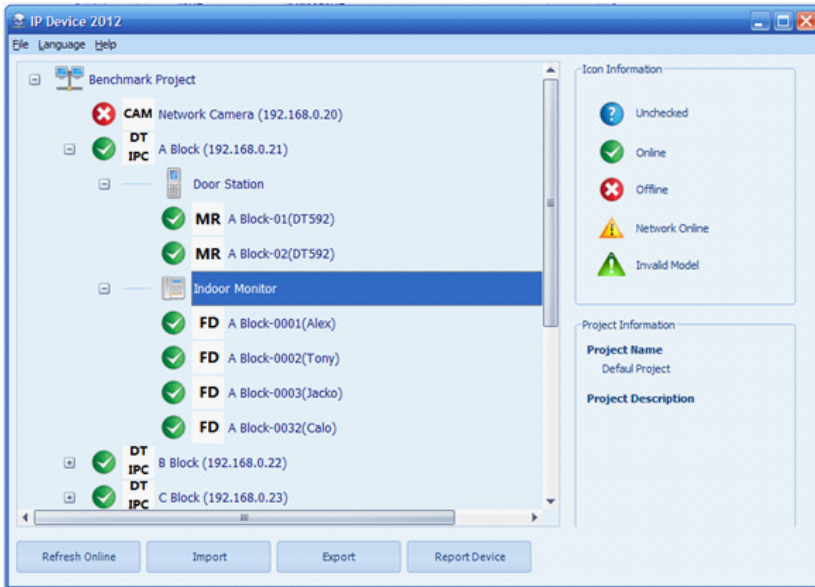 IP Device 2012
File Language Help
Benchmark Project
CAM Network Camera (192.168.0.20)
DT
IPC A Block (192.168.0.21)
Door Station
MR A Block-01(DT592)
MR A Block-02(DT592)
Indoor Monitor
FD A Block-0001(Alex)
FD A Block-0002(Tony)
FD A Block-0003(Jacko)
FD A Block-0032(Calo)
DT
IPC B Block (192.168.0.22)
DT
IPC C Block (192.168.0.23)
Refresh Online Import Export Report Device
Icon Information
Unchecked
Online
Offline
Network Online
Invalid Model
Project Information
Project Name
Defaul Project
Project Description